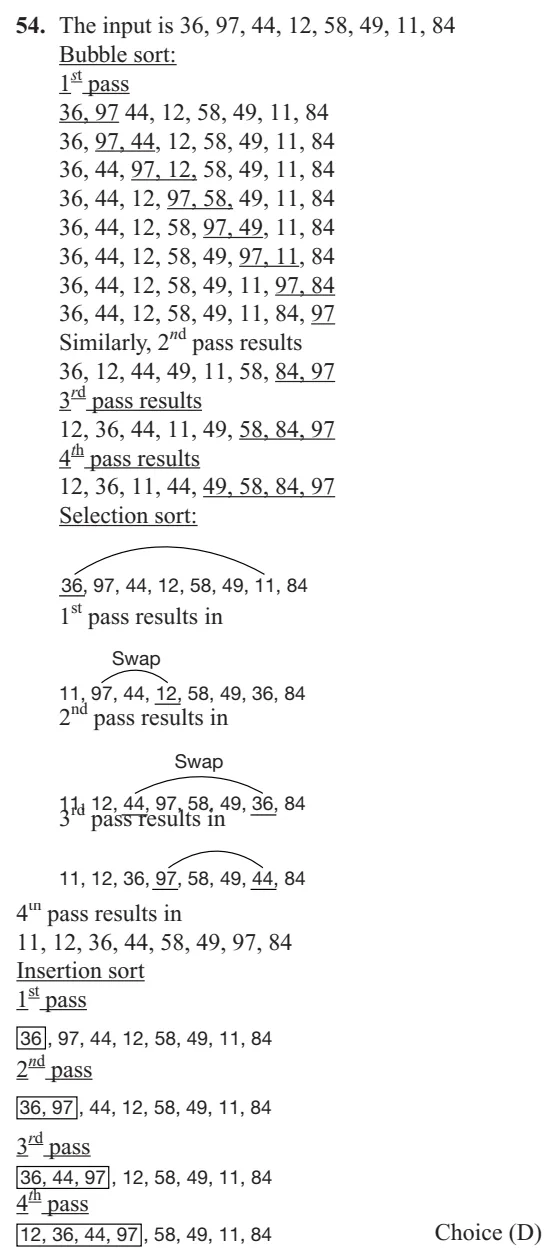 54. The input is 36, 97, 44, 12, 58, 49, 11, 84
Bubble sort:
1st pass
36, 97 44, 12, 58, 49, 11, 84
36, 97, 44, 12, 58, 49, 11, 84
36, 44, 97, 12, 58, 49, 11, 84
36, 44, 12, 97, 58, 49, 11, 84
36, 44, 12, 58, 97, 49, 11, 84
36, 44, 12, 58, 49, 97, 11, 84
36, 44, 12, 58, 49, 11, 97, 84
36, 44, 12, 58, 49, 11, 84, 97
Similarly, 2nd pass results
36, 12, 44, 49, 11, 58, 84, 97
3rd pass results
12, 36, 44, 11, 49, 58, 84, 97
4th pass results
12, 36, 11, 44, 49, 58, 84, 97
Selection sort:
36, 97, 44, 12, 58, 49, 11, 84
1st pass results in
Swap
11, 97, 44, 12, 58, 49, 36, 84
2nd pass results in
Swap
11, 12, 44, 97, 58, 49, 36, 84
3rd pass results in
11, 12, 36, 97, 58, 49, 44, 84
4th pass results in
11, 12, 36, 44, 58, 49, 97, 84
Insertion sort
1st pass
36, 97, 44, 12, 58, 49, 11, 84
2nd pass
36, 97, 44, 12, 58, 49, 11, 84
3rd pass
36, 44, 97, 12, 58, 49, 11, 84
4th pass
12, 36, 44, 97, 58, 49, 11, 84 Choice (D)